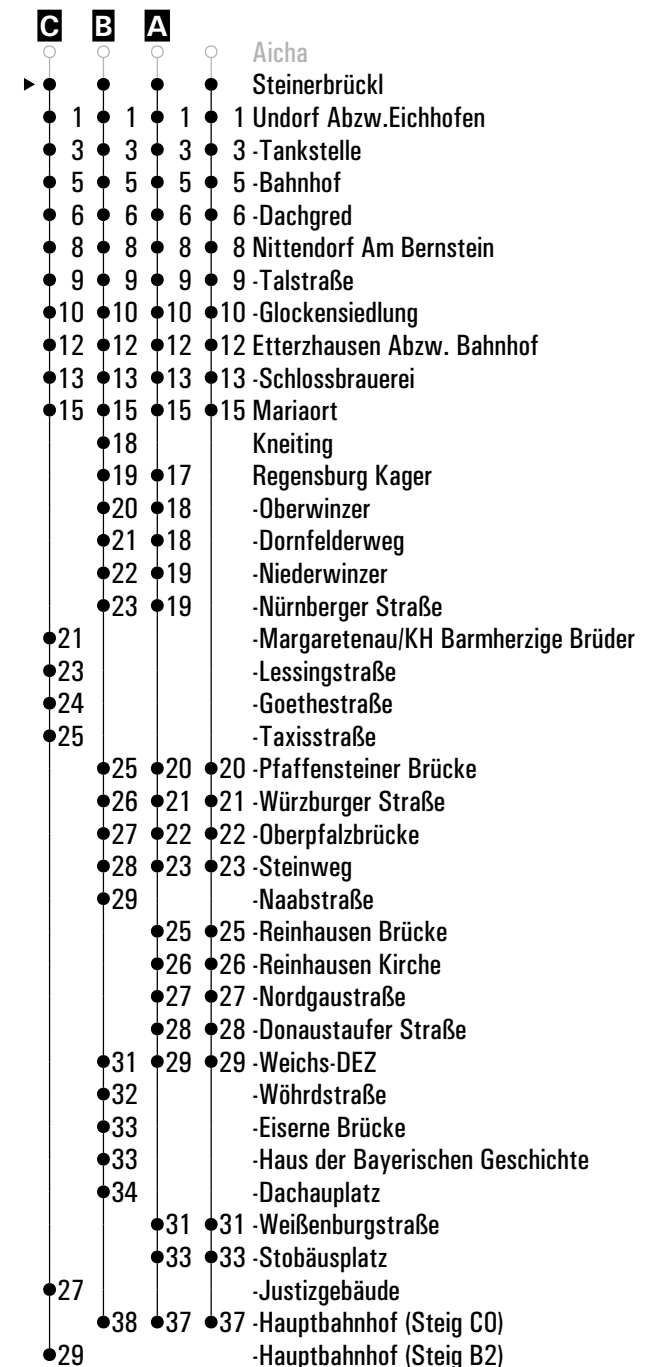 C B A
Aicha
Steinerbrückl
1 1 1 1 Undorf Abzw.Eichhofen
3 3 3 3 -Tankstelle
5 5 5 5 -Bahnhof
6 6 6 6 -Dachgred
8 8 8 8 Nittendorf Am Bernstein
9 9 9 9 -Talstraße
10 10 10 10 -Glockensiedlung
12 12 12 12 Etterzhausen Abzw. Bahnhof
13 13 13 13 -Schlossbrauerei
15 15 15 15 Mariaort
18 Kneiting
19 17 Regensburg Kager
20 18 -Oberwinzer
21 18 -Dornfelderweg
22 19 -Niederwinzer
23 19 -Nürnberger Straße
21 -Margaretenau/KH Barmherzige Brüder
23 -Lessingstraße
24 -Goethestraße
25 -Taxisstraße
25 20 20 -Pfaffensteiner Brücke
26 21 21 -Würzburger Straße
27 22 22 -Oberpfalzbrücke
28 23 23 -Steinweg
29 -Naabstraße
25 25 -Reinhausen Brücke
26 26 -Reinhausen Kirche
27 27 -Nordgaustraße
28 28 -Donaustaufer Straße
31 29 29 -Weichs-DEZ
32 -Wöhrdstraße
33 -Eiserne Brücke
33 -Haus der Bayerischen Geschichte
34 -Dachauplatz
31 31 -Weißenburgstraße
33 33 -Stobäusplatz
27 -Justizgebäude
38 37 37 -Hauptbahnhof (Steig C0)
29 -Hauptbahnhof (Steig B2)